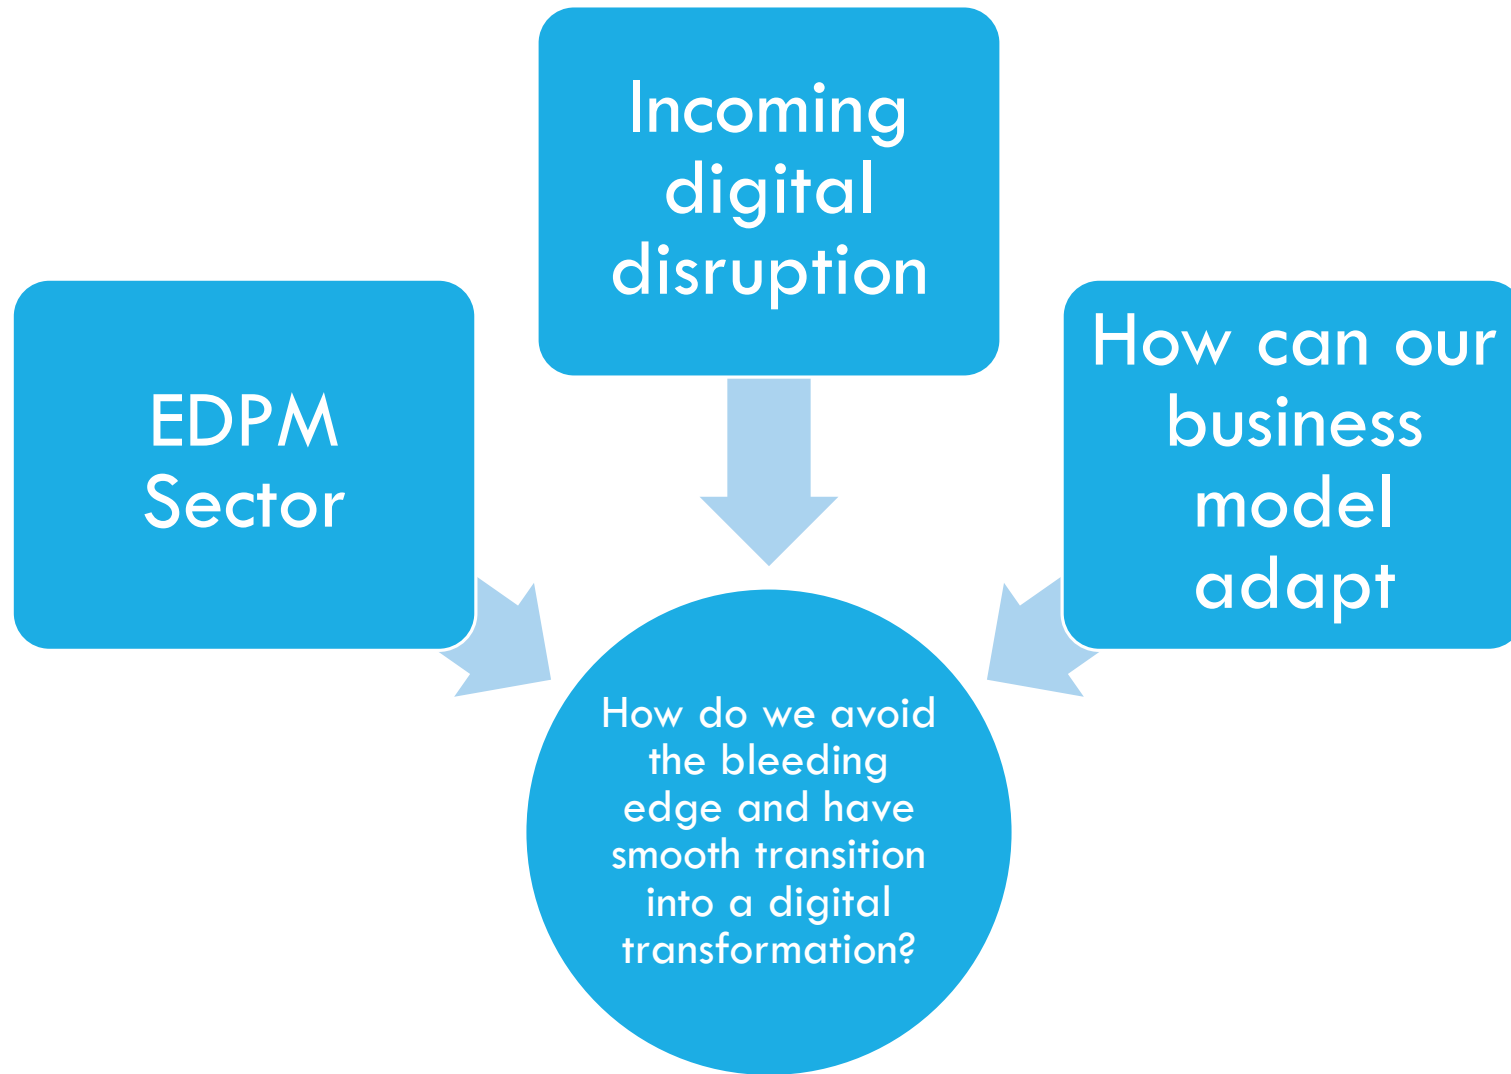 Incoming
digital
disruption
EDPM
Sector
How can our
business
model
adapt
How do we avoid
the bleeding
edge and have
smooth transition
into a digital
transformation?